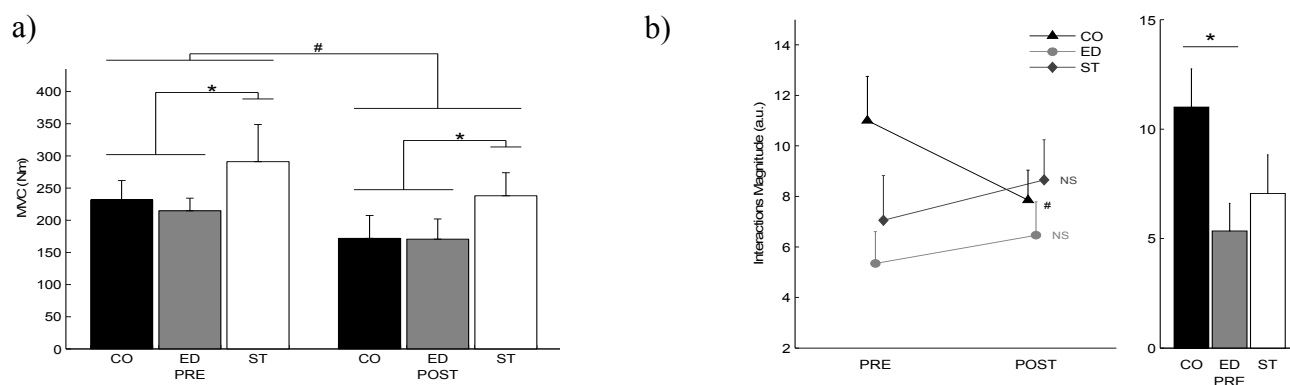 a)
#
*
*
MVC (Nm)
400
350
300
250
200
150
100
50
0
CO ED ST
PRE
CO ED ST
POST
b)
Interactions Magnitude (a.u.)
14
12
10
8
6
4
2
CO
ED
ST
NS
#
NS
PRE POST
15
10
5
0
*
CO ED ST
PRE